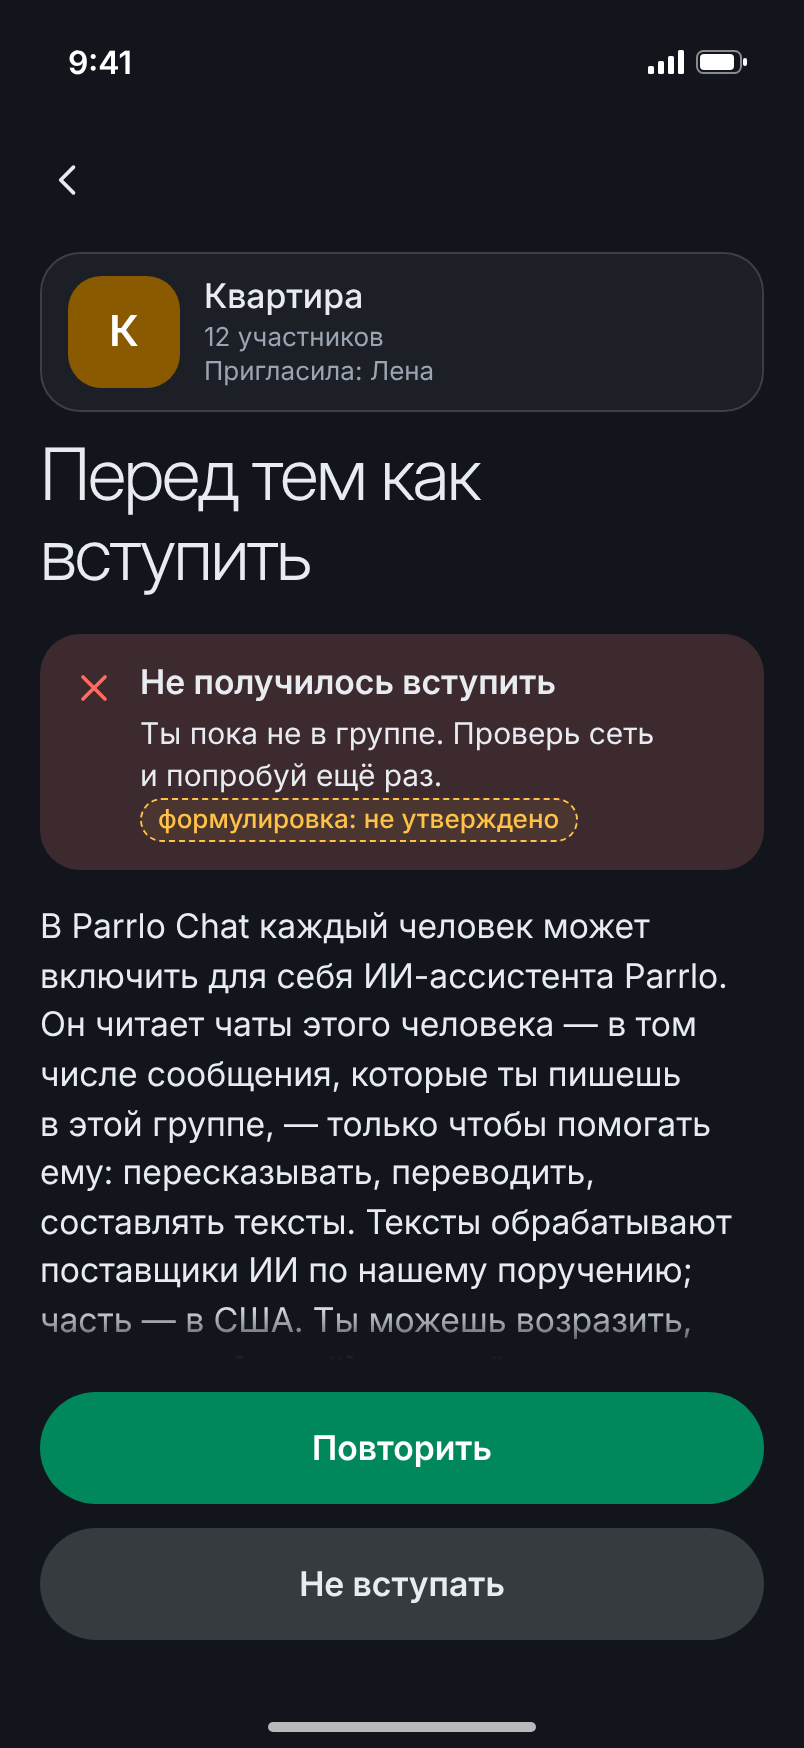 9:41
К
Квартира
12 участников
Пригласила: Лена
Перед тем как
вступить
Не получилось вступить
Ты пока не в группе. Проверь сеть
и попробуй ещё раз.
формулировка: не утверждено
В Parrlo Chat каждый человек может
включить для себя ИИ-ассистента Parrlo.
Он читает чаты этого человека — в том
числе сообщения, которые ты пишешь
в этой группе, — только чтобы помогать
ему: пересказывать, переводить,
составлять тексты. Тексты обрабатывают
поставщики ИИ по нашему поручению;
часть — в США. Ты можешь возразить,
Повторить
Не вступать